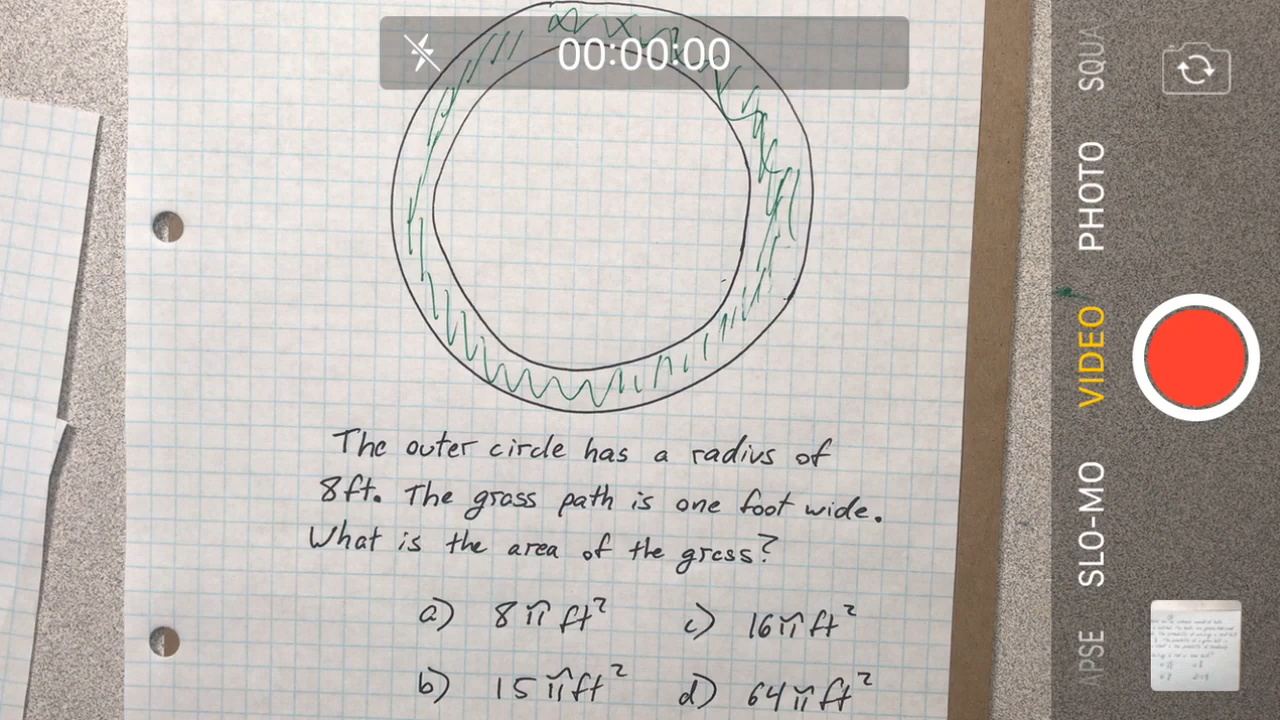 00:00:00
The outer circle has a radius of
8ft. The grass path is one foot wide.
What is the area of the grass?
a) 8π ft²
c) 16π ft²
b) 15π ft²
d) 64π ft²
SQUA
PHOTO
VIDEO
SLO-MO
APSE